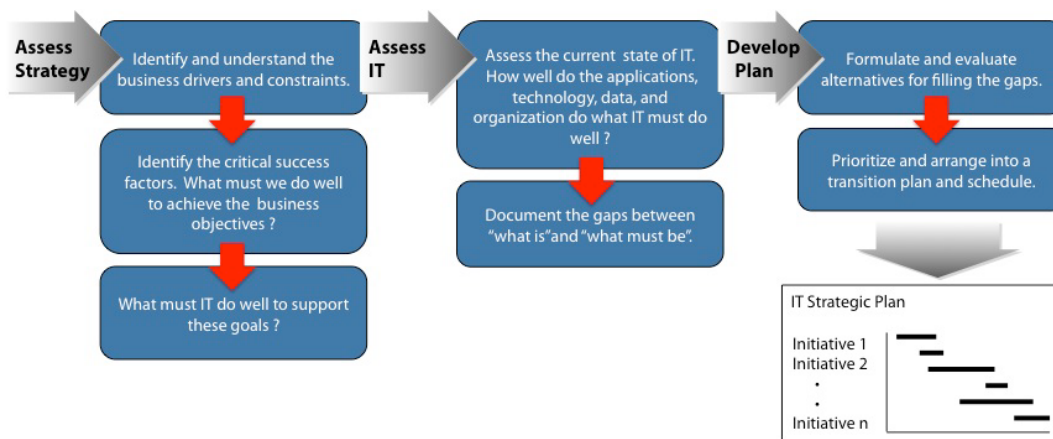 Assess
Strategy
Identify and understand the
business drivers and constraints.
Identify the critical success
factors. What must we do well
to achieve the business
objectives ?
What must IT do well to support
these goals ?
Assess
IT
Assess the current state of IT.
How well do the applications,
technology, data, and
organization do what IT must do
well ?
Document the gaps between
“what is”and “what must be”.
Develop
Plan
Formulate and evaluate
alternatives for filling the gaps.
Prioritize and arrange into a
transition plan and schedule.
IT Strategic Plan
Initiative 1
Initiative 2
•
•
Initiative n